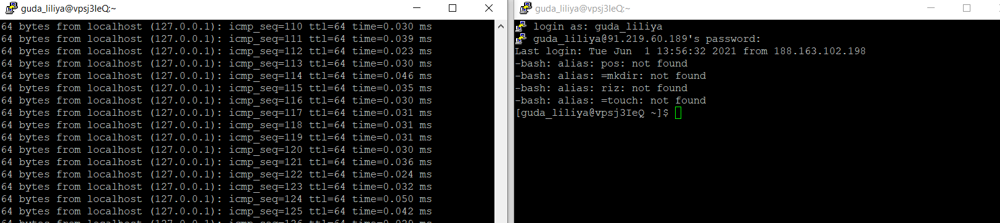 guda_liliya@vpsj3IeQ:~
64 bytes from localhost (127.0.0.1): icmp_seq=110 ttl=64 time=0.030 ms
64 bytes from localhost (127.0.0.1): icmp_seq=111 ttl=64 time=0.039 ms
64 bytes from localhost (127.0.0.1): icmp_seq=112 ttl=64 time=0.023 ms
64 bytes from localhost (127.0.0.1): icmp_seq=113 ttl=64 time=0.030 ms
64 bytes from localhost (127.0.0.1): icmp_seq=114 ttl=64 time=0.046 ms
64 bytes from localhost (127.0.0.1): icmp_seq=115 ttl=64 time=0.035 ms
64 bytes from localhost (127.0.0.1): icmp_seq=116 ttl=64 time=0.030 ms
64 bytes from localhost (127.0.0.1): icmp_seq=117 ttl=64 time=0.031 ms
64 bytes from localhost (127.0.0.1): icmp_seq=118 ttl=64 time=0.031 ms
64 bytes from localhost (127.0.0.1): icmp_seq=119 ttl=64 time=0.031 ms
64 bytes from localhost (127.0.0.1): icmp_seq=120 ttl=64 time=0.030 ms
64 bytes from localhost (127.0.0.1): icmp_seq=121 ttl=64 time=0.036 ms
64 bytes from localhost (127.0.0.1): icmp_seq=122 ttl=64 time=0.024 ms
64 bytes from localhost (127.0.0.1): icmp_seq=123 ttl=64 time=0.032 ms
64 bytes from localhost (127.0.0.1): icmp_seq=124 ttl=64 time=0.050 ms
64 bytes from localhost (127.0.0.1): icmp_seq=125 ttl=64 time=0.042 ms
64 bytes from localhost (127.0.0.1): icmp_seq=126 ttl=64 ms
guda_liliya@vpsj3IeQ:~
login as: guda_liliya
guda_liliya@91.219.60.189's password:
Last login: Tue Jun  1 13:56:32 2021 from 188.163.102.198
-bash: alias: pos: not found
-bash: alias: =mkdir: not found
-bash: alias: riz: not found
-bash: alias: =touch: not found
[guda_liliya@vpsj3IeQ ~]$